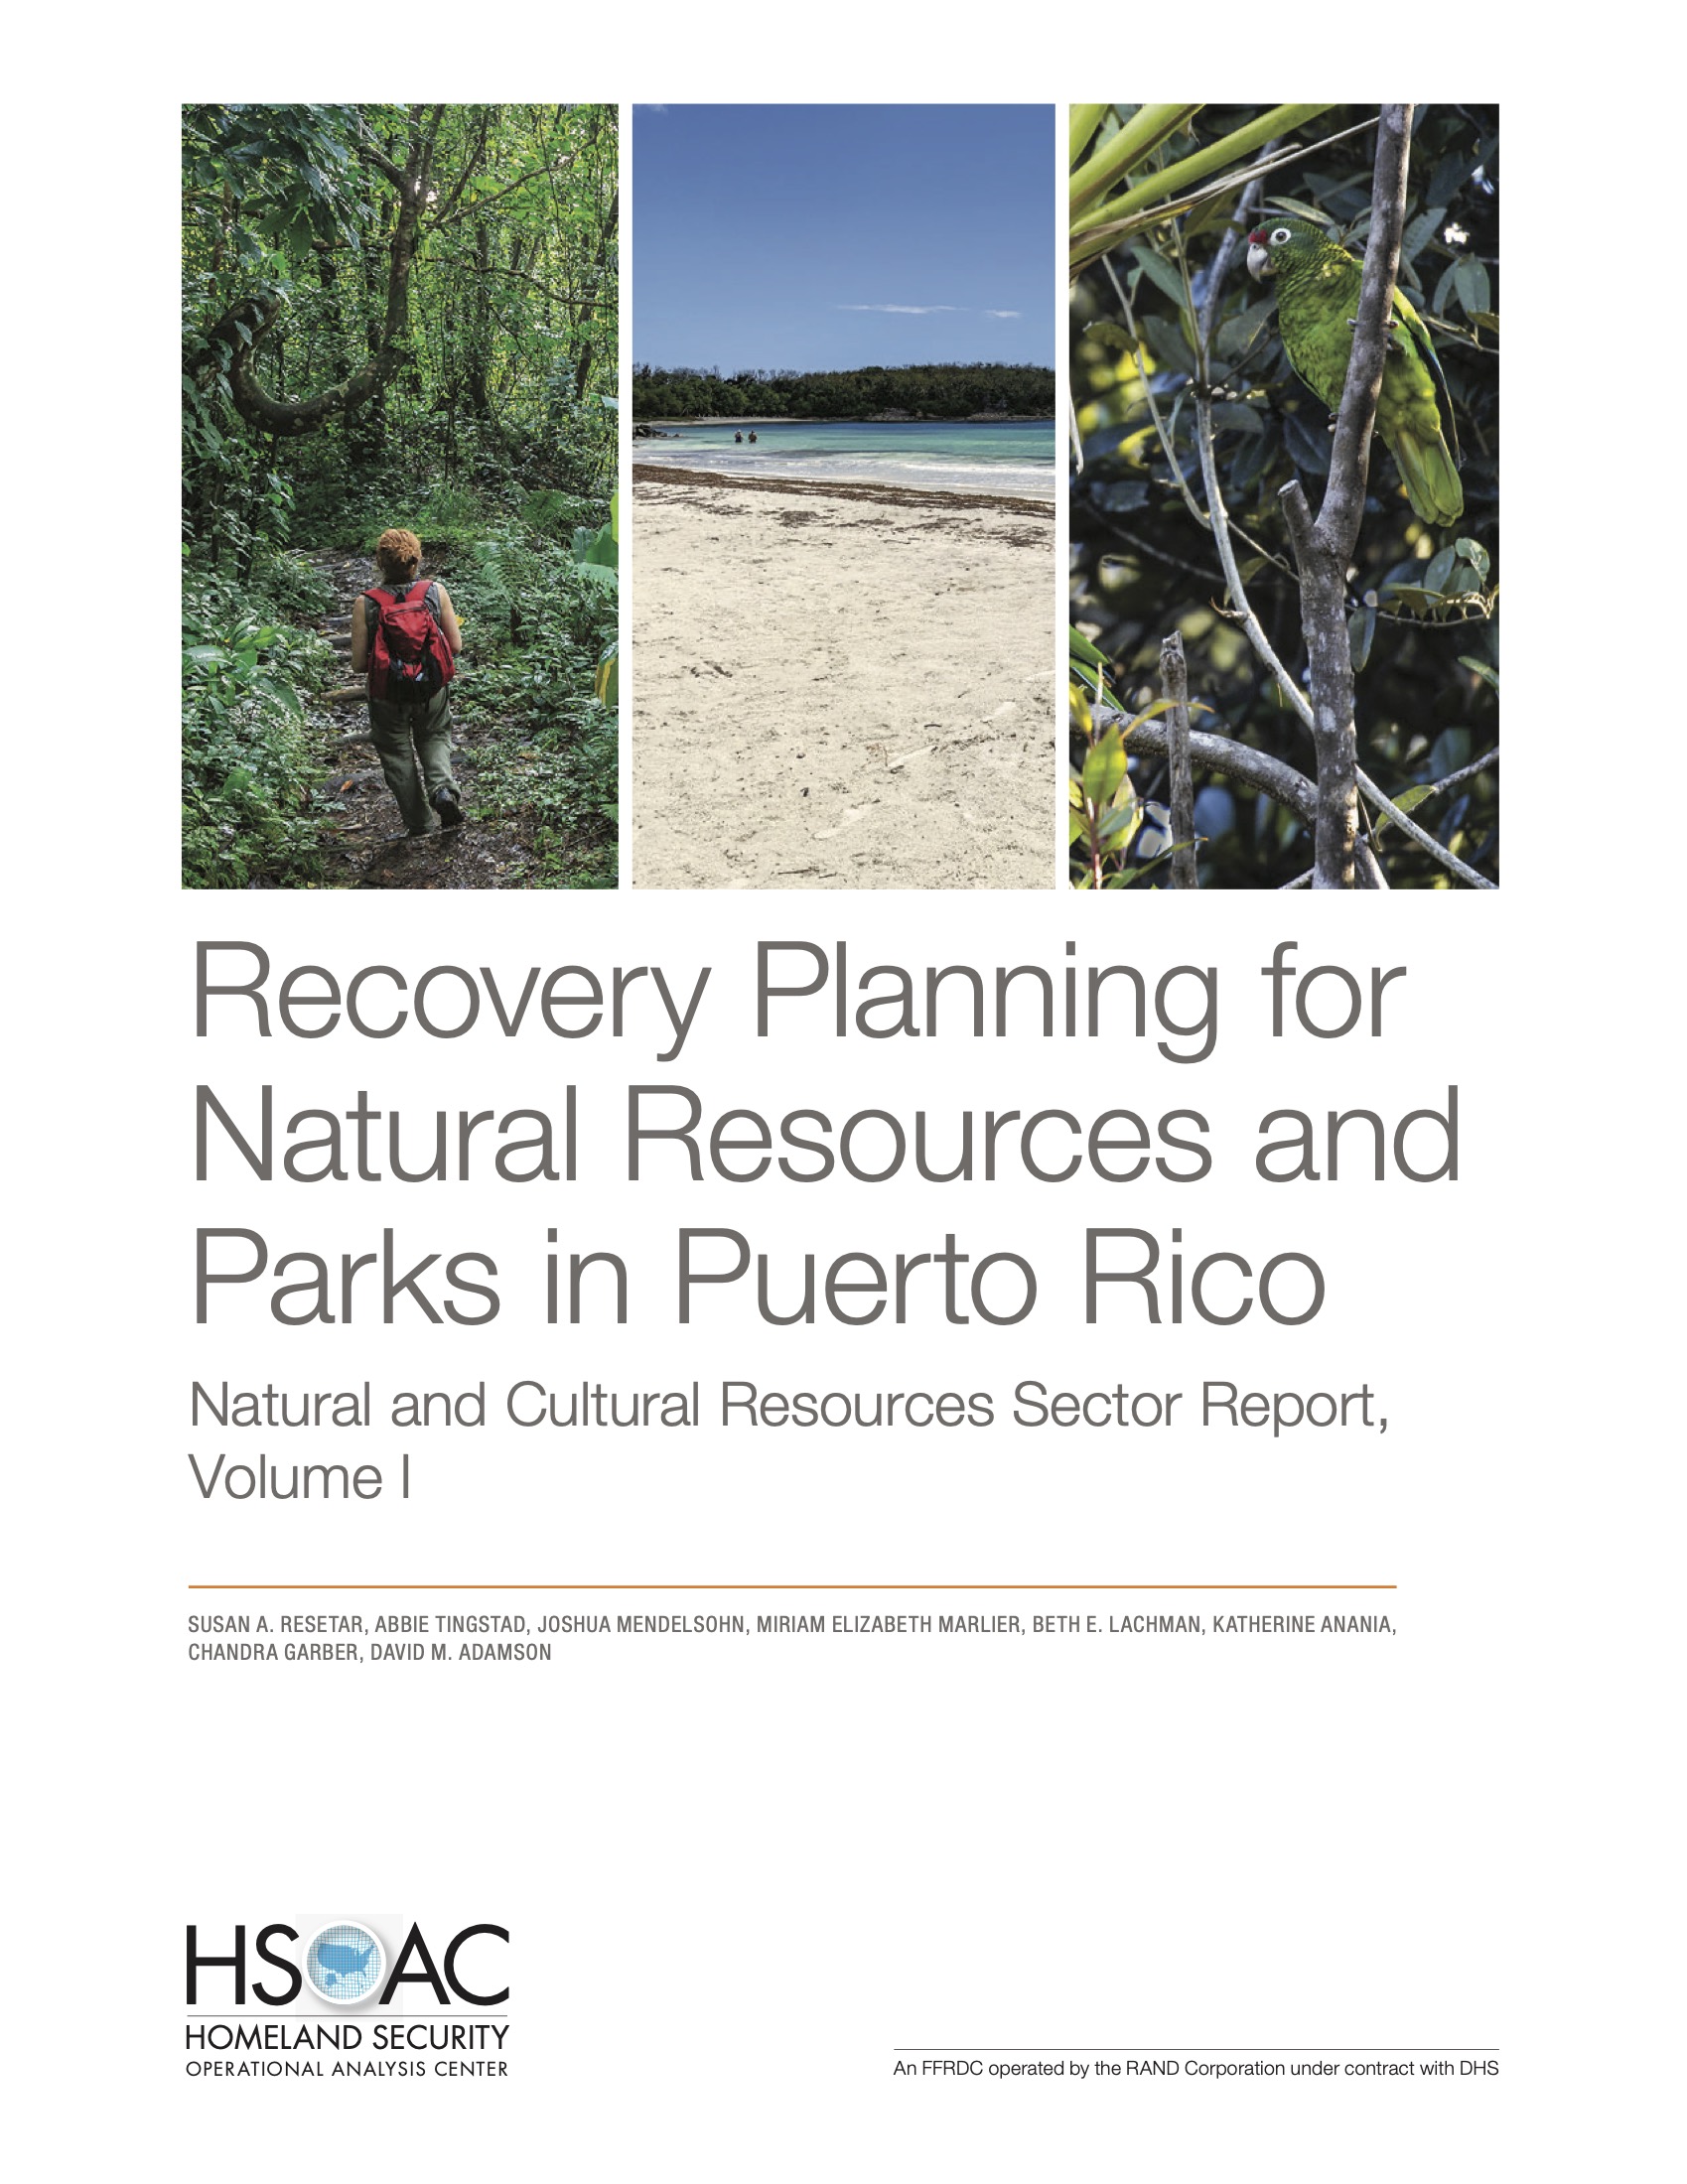 Recovery Planning for
Natural Resources and
Parks in Puerto Rico
Natural and Cultural Resources Sector Report,
Volume I
SUSAN A. RESETAR, ABBIE TINGSTAD, JOSHUA MENDELSOHN, MIRIAM ELIZABETH MARLIER, BETH E. LACHMAN, KATHERINE ANANIA,
CHANDRA GARBER, DAVID M. ADAMSON
HSOAC
HOMELAND SECURITY
OPERATIONAL ANALYSIS CENTER
An FFRDC operated by the RAND Corporation under contract with DHS